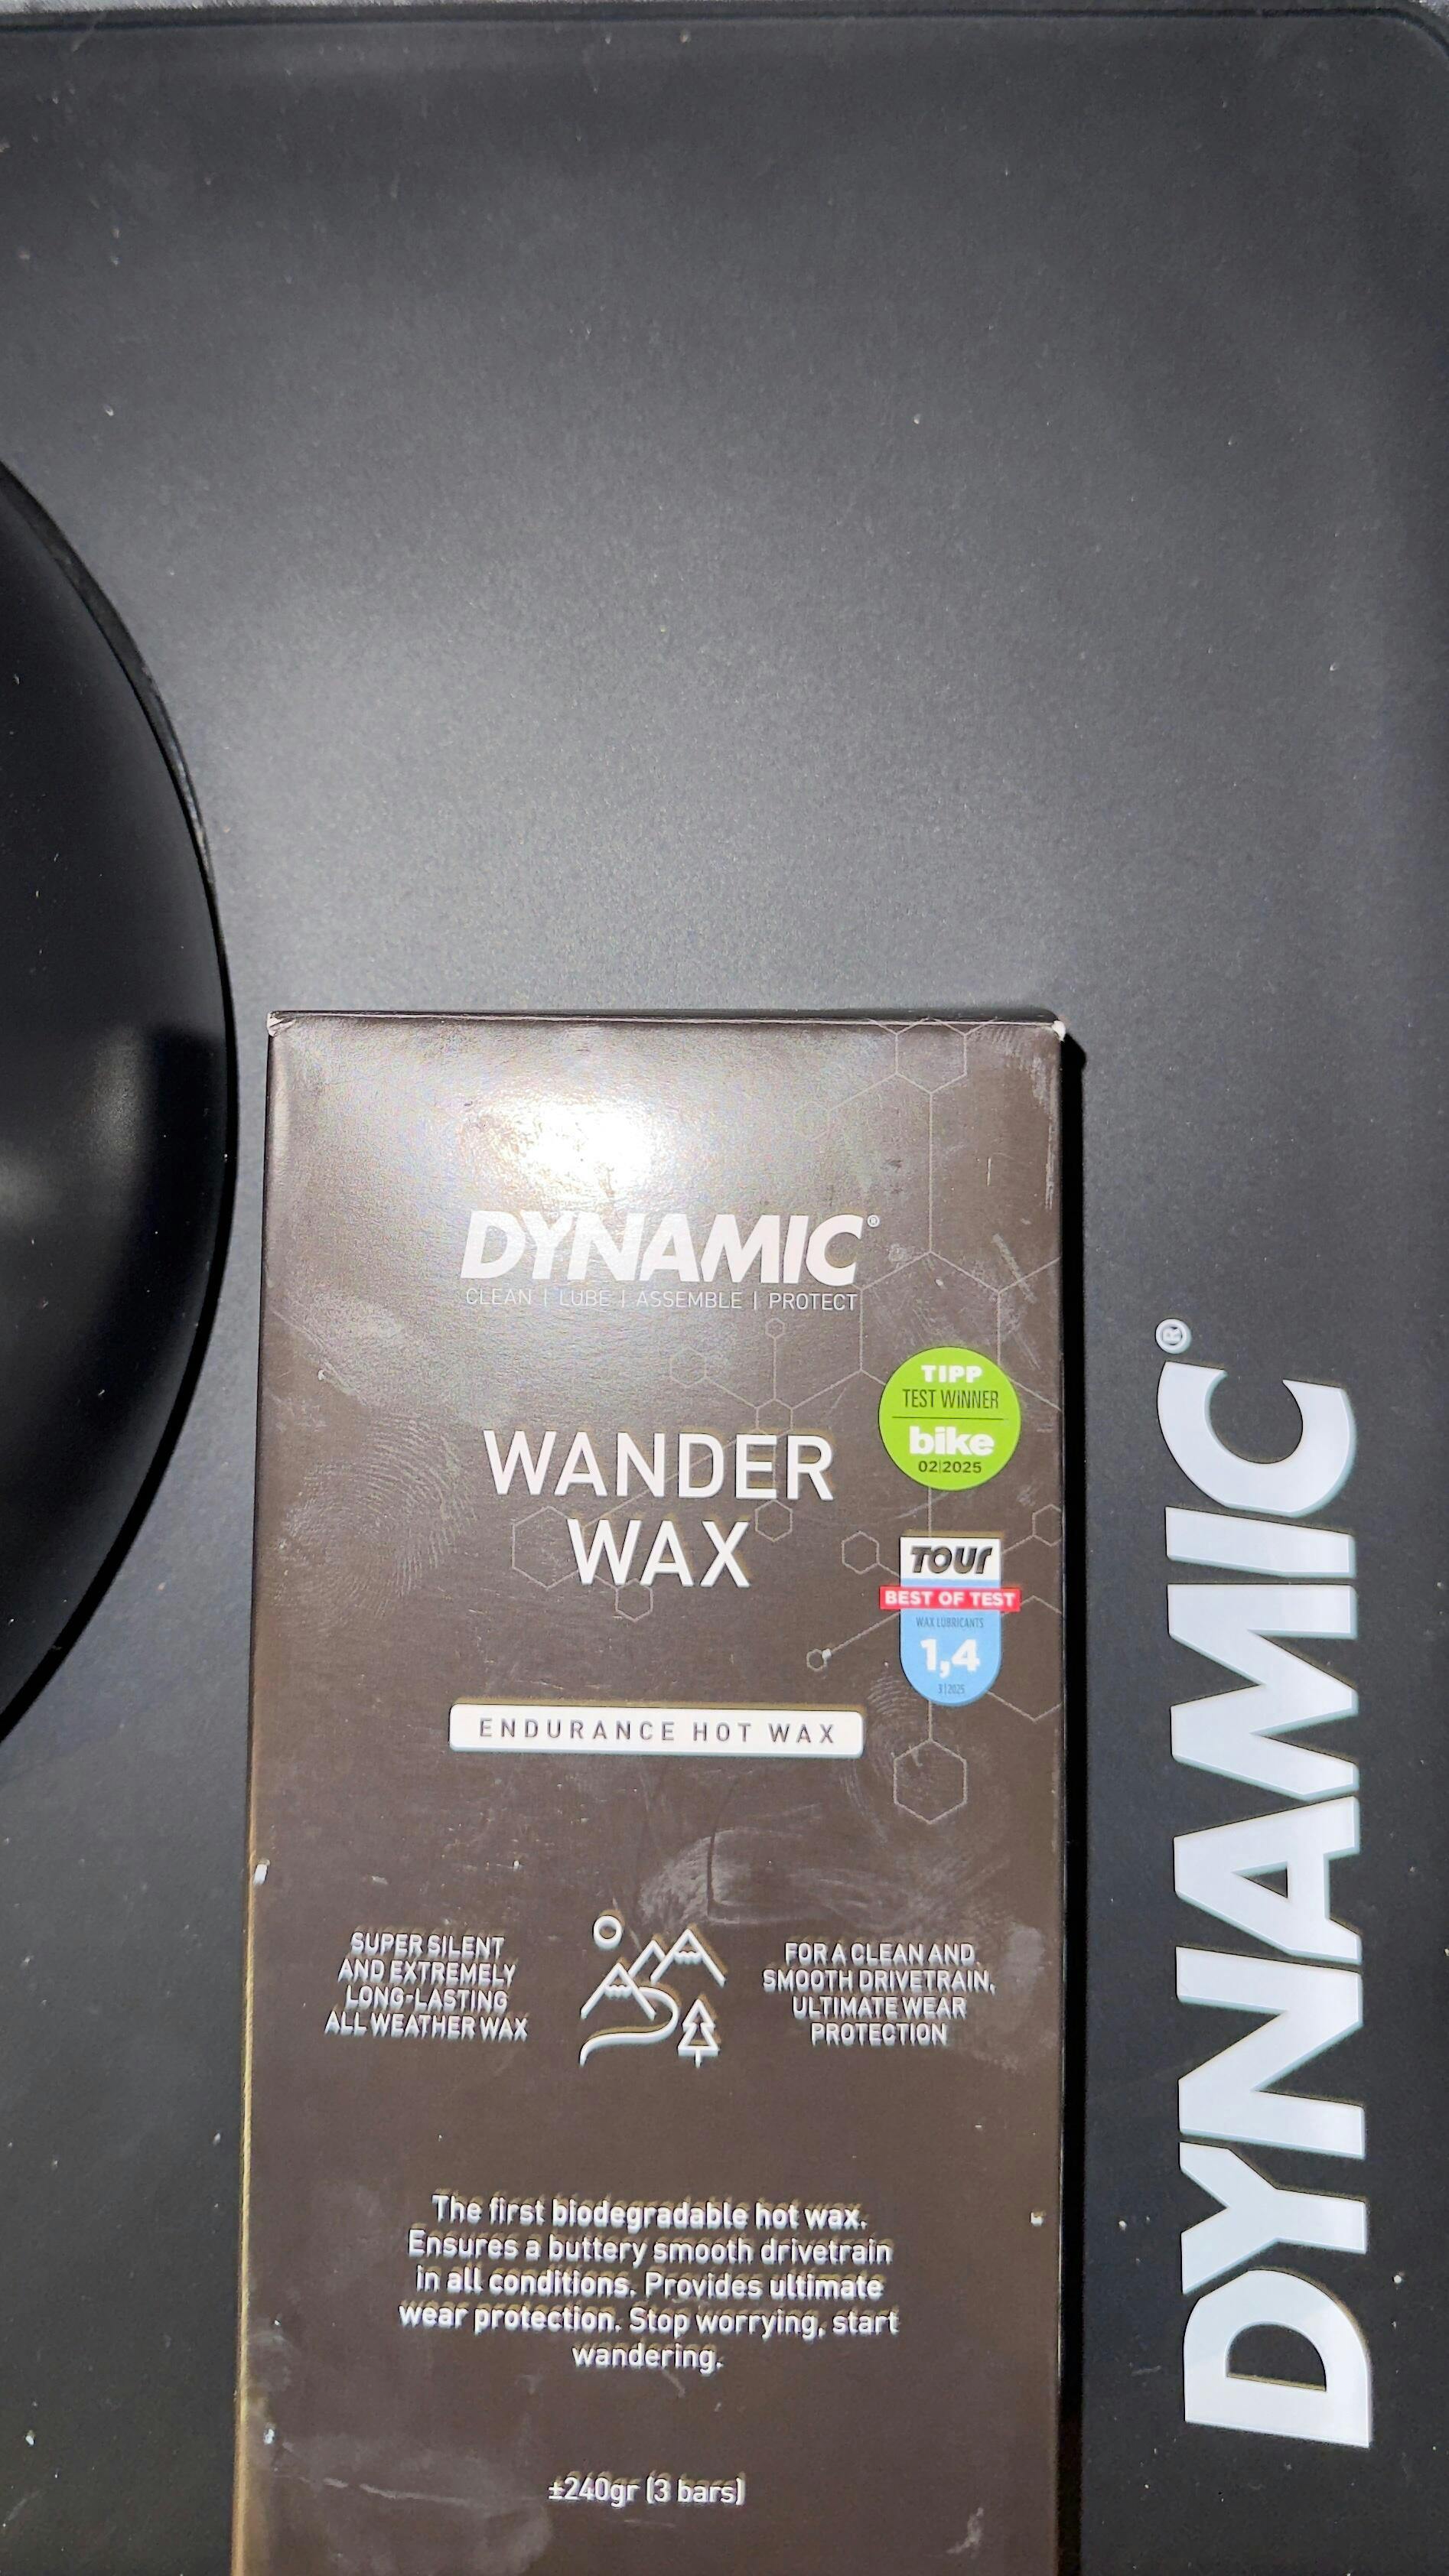 DYNAMIC®
CLEAN | LUBE | ASSEMBLE | PROTECT
TIPP
TEST WINNER
bike
02|2025
WANDER
WAX
TOUR
BEST OF TEST
WAX LUBRICANTS
1,4
3|2025
ENDURANCE HOT WAX
SUPER SILENT
AND EXTREMELY
LONG-LASTING
ALL WEATHER WAX
FOR A CLEAN AND
SMOOTH DRIVETRAIN,
ULTIMATE WEAR
PROTECTION
The first biodegradable hot wax.
Ensures a buttery smooth drivetrain
in all conditions. Provides ultimate
wear protection. Stop worrying, start
wandering.
±240gr (3 bars)
DYNAMIC®